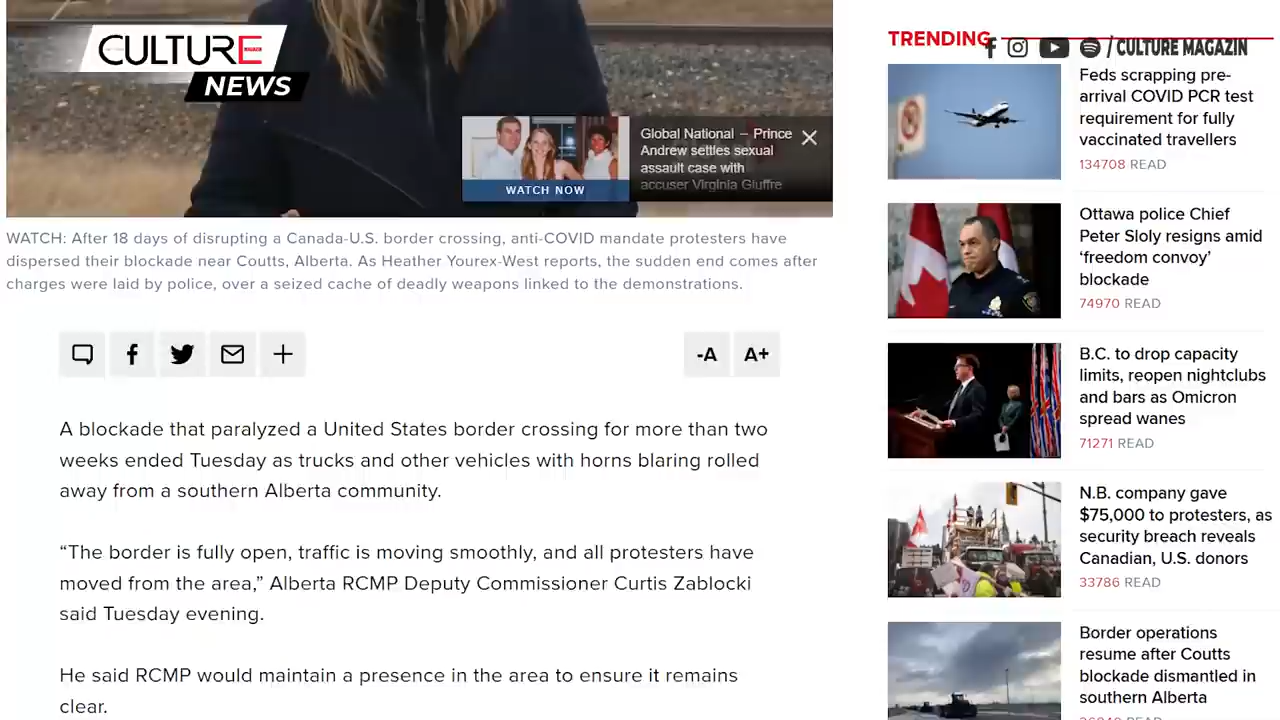 CULTURE
NEWS
Global National – Prince
Andrew settles sexual
assault case with
accuser Virginia Giuffre
WATCH NOW
WATCH: After 18 days of disrupting a Canada-U.S. border crossing, anti-COVID mandate protesters have
dispersed their blockade near Coutts, Alberta. As Heather Yourex-West reports, the sudden end comes after
charges were laid by police, over a seized cache of deadly weapons linked to the demonstrations.
-A A+
A blockade that paralyzed a United States border crossing for more than two
weeks ended Tuesday as trucks and other vehicles with horns blaring rolled
away from a southern Alberta community.
“The border is fully open, traffic is moving smoothly, and all protesters have
moved from the area,” Alberta RCMP Deputy Commissioner Curtis Zablocki
said Tuesday evening.
He said RCMP would maintain a presence in the area to ensure it remains
clear.
TRENDING
/ CULTURE MAGAZIN
Feds scrapping pre-
arrival COVID PCR test
requirement for fully
vaccinated travellers
134708 READ
Ottawa police Chief
Peter Sloly resigns amid
‘freedom convoy’
blockade
74970 READ
B.C. to drop capacity
limits, reopen nightclubs
and bars as Omicron
spread wanes
71271 READ
N.B. company gave
$75,000 to protesters, as
security breach reveals
Canadian, U.S. donors
33786 READ
Border operations
resume after Coutts
blockade dismantled in
southern Alberta
READ